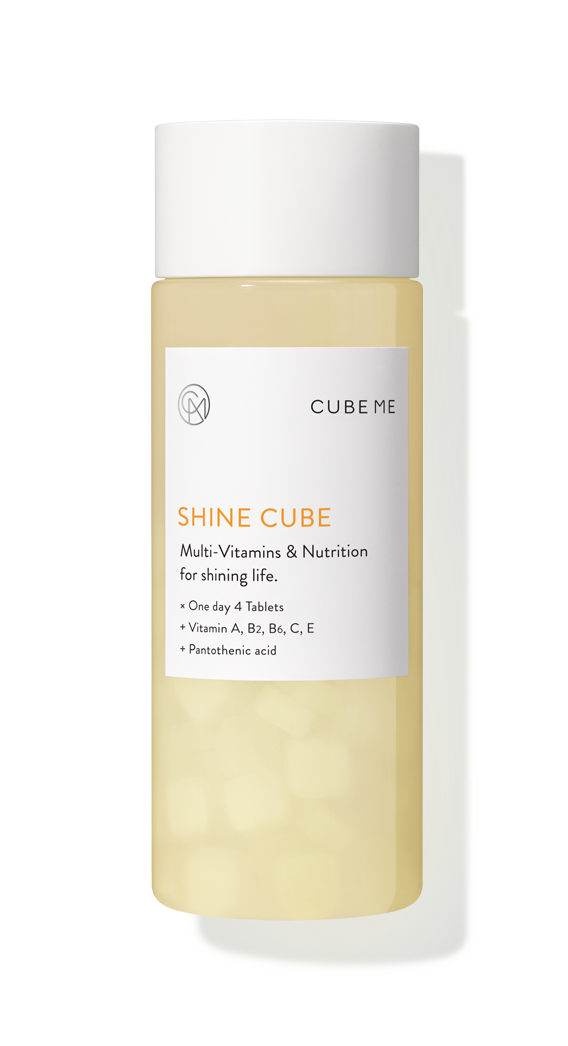 CM
CUBE ME
SHINE CUBE
Multi-Vitamins & Nutrition
for shining life.
× One day 4 Tablets
+ Vitamin A, B2, B6, C, E
+ Pantothenic acid